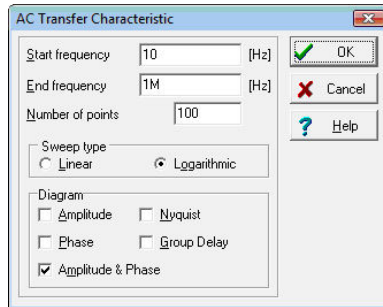 AC Transfer Characteristic
Start frequency 10 [Hz]
OK
End frequency 1M [Hz]
Cancel
Number of points 100
Help
Sweep type
Linear Logarithmic
Diagram
Amplitude Nyquist
Phase Group Delay
Amplitude & Phase